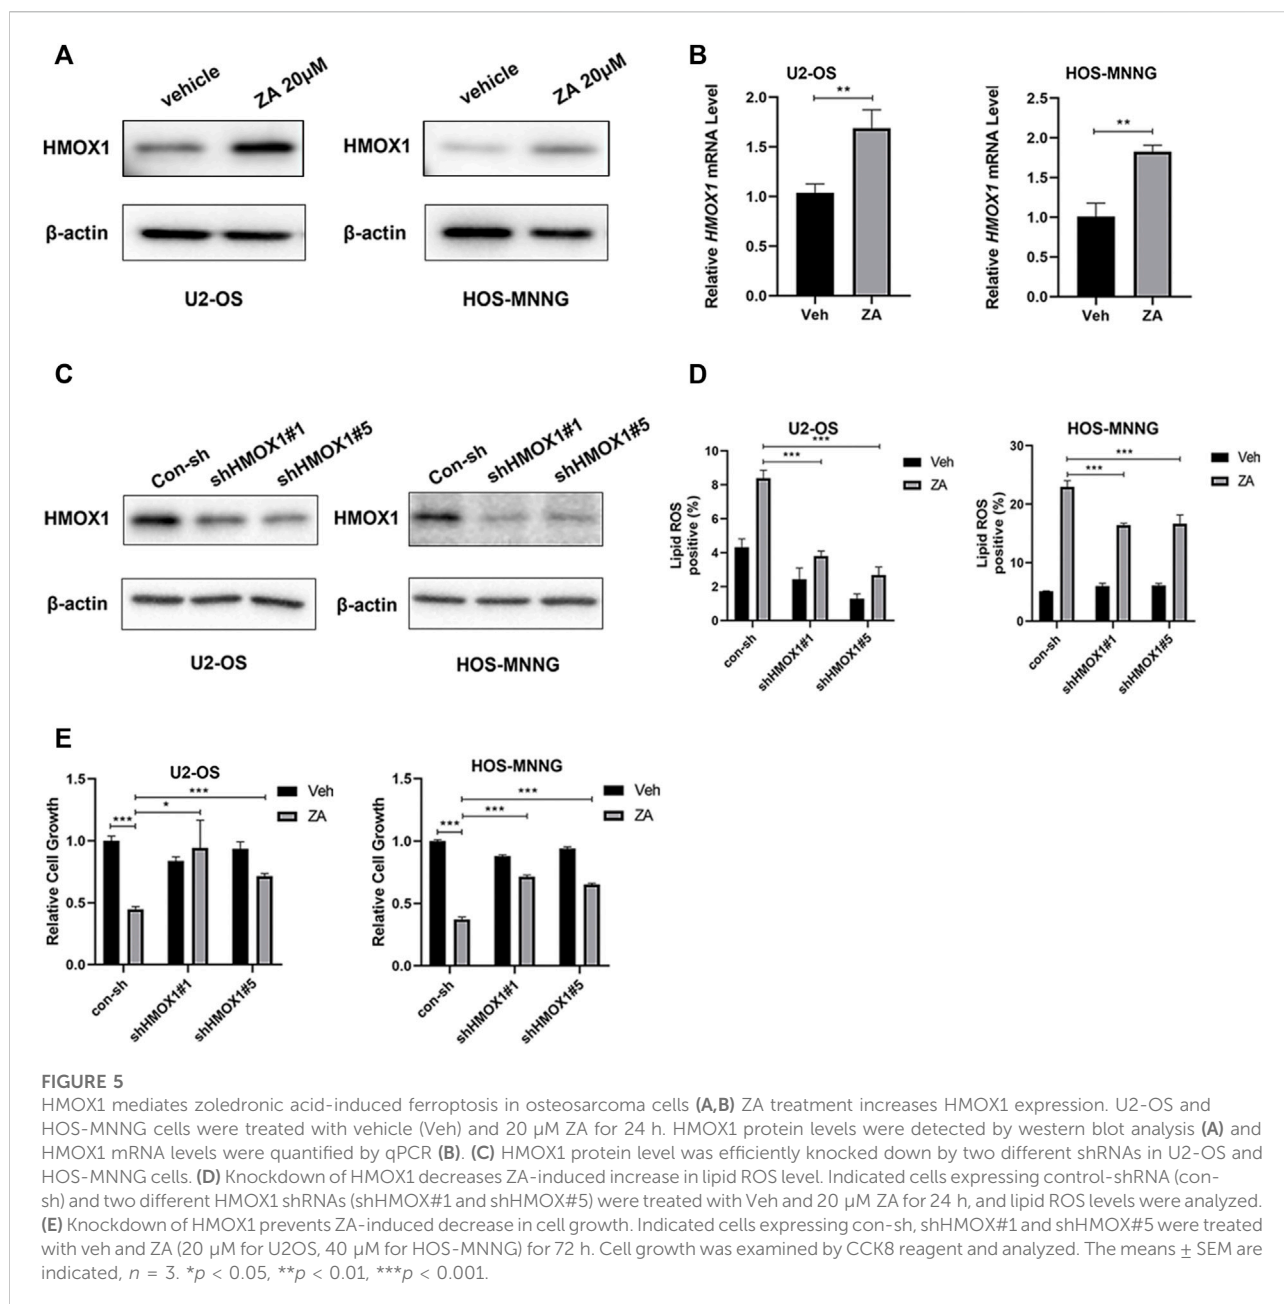 A
vehicle
ZA 20μM
vehicle
ZA 20μM
HMOX1
HMOX1
β-actin
β-actin
U2-OS
HOS-MNNG
B
U2-OS
Relative HMOX1 mRNA Level
2.0
1.5
1.0
0.5
0.0
**
Veh
ZA
HOS-MNNG
Relative HMOX1 mRNA Level
2.5
2.0
1.5
1.0
0.5
0.0
**
Veh
ZA
C
Con-sh
shHMOX1#1
shHMOX1#5
Con-sh
shHMOX1#1
shHMOX1#5
HMOX1
HMOX1
β-actin
β-actin
U2-OS
HOS-MNNG
D
U2-OS
Lipid ROS
positive (%)
10
8
6
4
2
0
***
***
Veh
ZA
con-sh
shHMOX1#1
shHMOX1#5
HOS-MNNG
Lipid ROS
positive (%)
30
20
10
0
***
***
Veh
ZA
con-sh
shHMOX1#1
shHMOX1#5
E
U2-OS
Relative Cell Growth
1.5
1.0
0.5
0.0
***
*
***
Veh
ZA
con-sh
shHMOX1#1
shHMOX1#5
HOS-MNNG
Relative Cell Growth
1.5
1.0
0.5
0.0
***
***
***
Veh
ZA
con-sh
shHMOX1#1
shHMOX1#5
FIGURE 5
HMOX1 mediates zoledronic acid-induced ferroptosis in osteosarcoma cells (A,B) ZA treatment increases HMOX1 expression. U2-OS and
HOS-MNNG cells were treated with vehicle (Veh) and 20 μM ZA for 24 h. HMOX1 protein levels were detected by western blot analysis (A) and
HMOX1 mRNA levels were quantified by qPCR (B). (C) HMOX1 protein level was efficiently knocked down by two different shRNAs in U2-OS and
HOS-MNNG cells. (D) Knockdown of HMOX1 decreases ZA-induced increase in lipid ROS level. Indicated cells expressing control-shRNA (con-
sh) and two different HMOX1 shRNAs (shHMOX#1 and shHMOX#5) were treated with Veh and 20 μM ZA for 24 h, and lipid ROS levels were analyzed.
(E) Knockdown of HMOX1 prevents ZA-induced decrease in cell growth. Indicated cells expressing con-sh, shHMOX#1 and shHMOX#5 were treated
with veh and ZA (20 μM for U2OS, 40 μM for HOS-MNNG) for 72 h. Cell growth was examined by CCK8 reagent and analyzed. The means ± SEM are
indicated, n = 3. *p < 0.05, **p < 0.01, ***p < 0.001.